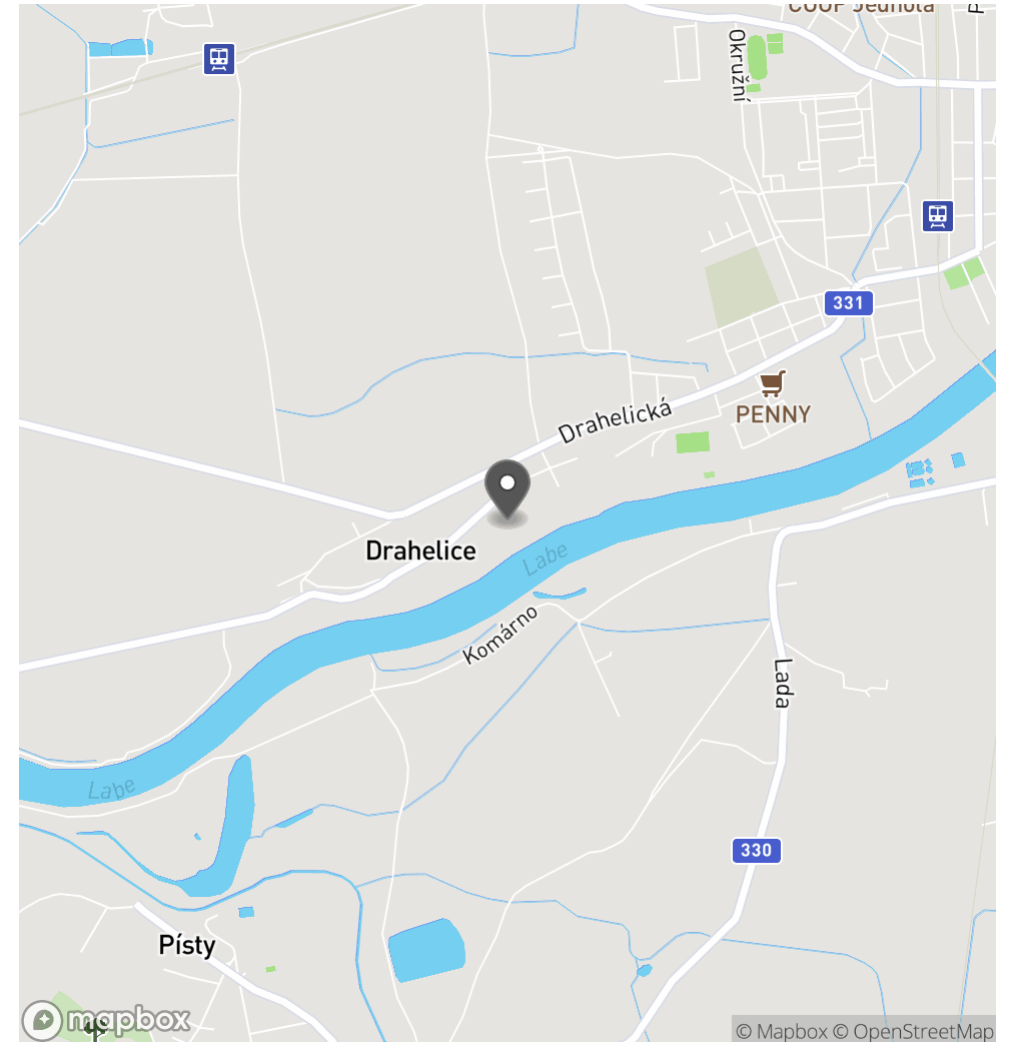 COOP Jednota
Okružní
331
Drahelická
PENNY
Drahelice
Labe
Komárno
Lada
Labe
330
Písty
mapbox
© Mapbox © OpenStreetMap